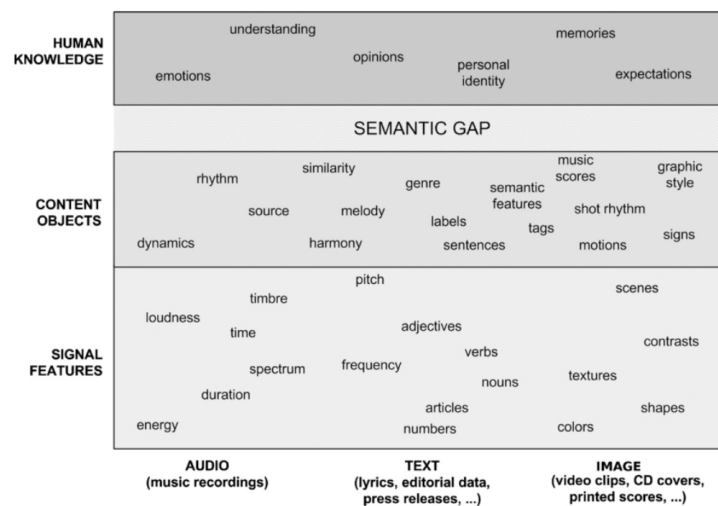 HUMAN
KNOWLEDGE
understanding
memories
opinions
personal
identity
emotions
expectations
SEMANTIC GAP
CONTENT
OBJECTS
rhythm
similarity
genre
semantic
features
music
scores
graphic
style
source
melody
labels
tags
shot rhythm
signs
dynamics
harmony
sentences
motions
SIGNAL
FEATURES
pitch
scenes
timbre
loudness
time
adjectives
contrasts
verbs
spectrum
frequency
nouns
textures
duration
articles
shapes
energy
numbers
colors
AUDIO
(music recordings)
TEXT
(lyrics, editorial data,
press releases, ...)
IMAGE
(video clips, CD covers,
printed scores, ...)